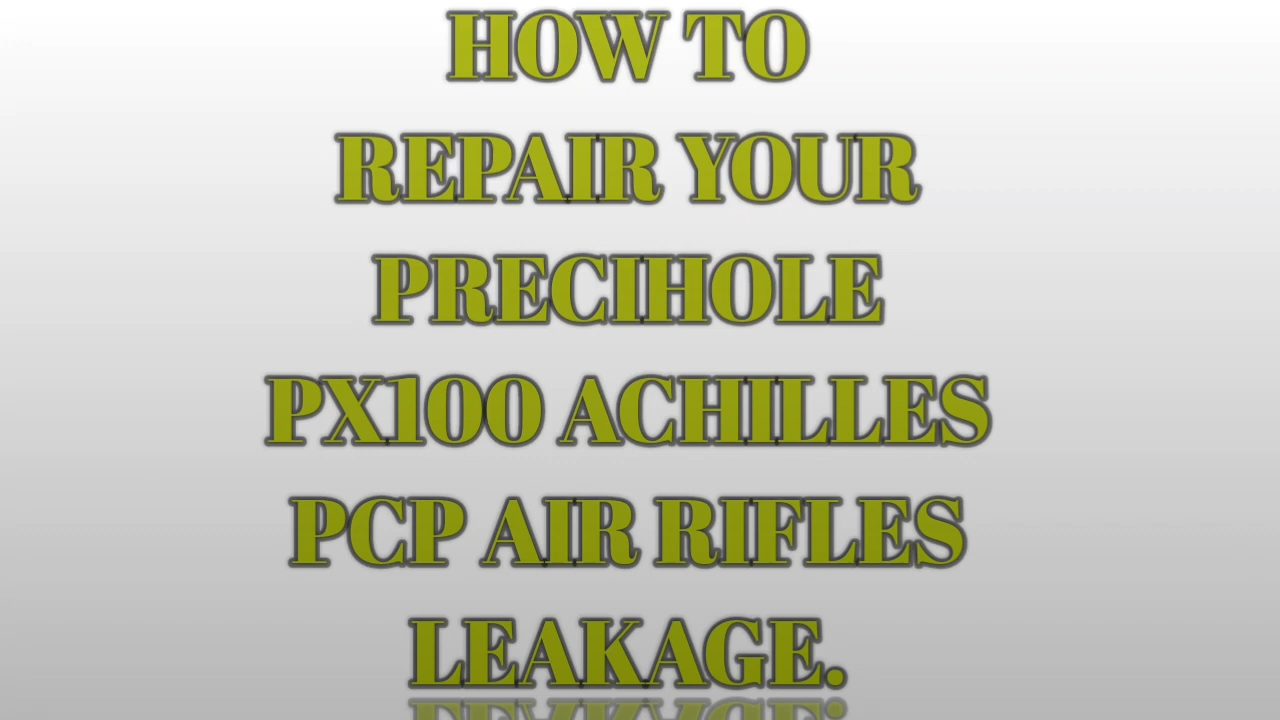 HOW TO
REPAIR YOUR
PRECIHOLE
PX100 ACHILLES
PCP AIR RIFLES
LEAKAGE.